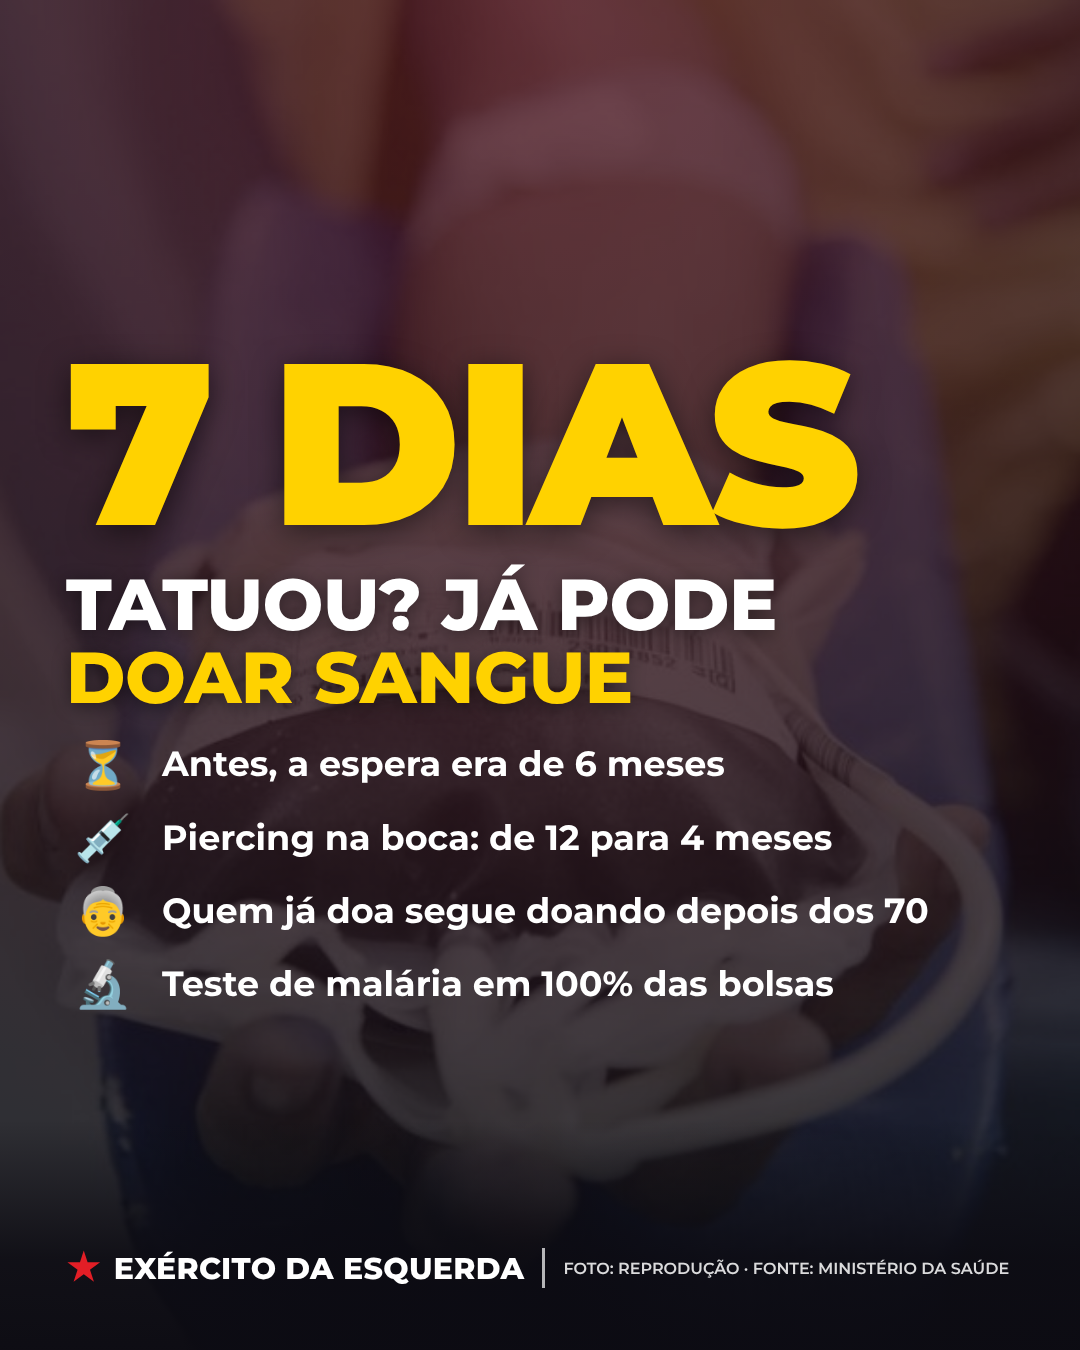 7 DIAS
TATUOU? JÁ PODE
DOAR SANGUE
Antes, a espera era de 6 meses
Piercing na boca: de 12 para 4 meses
Quem já doa segue doando depois dos 70
Teste de malária em 100% das bolsas
EXÉRCITO DA ESQUERDA
FOTO: REPRODUÇÃO · FONTE: MINISTÉRIO DA SAÚDE